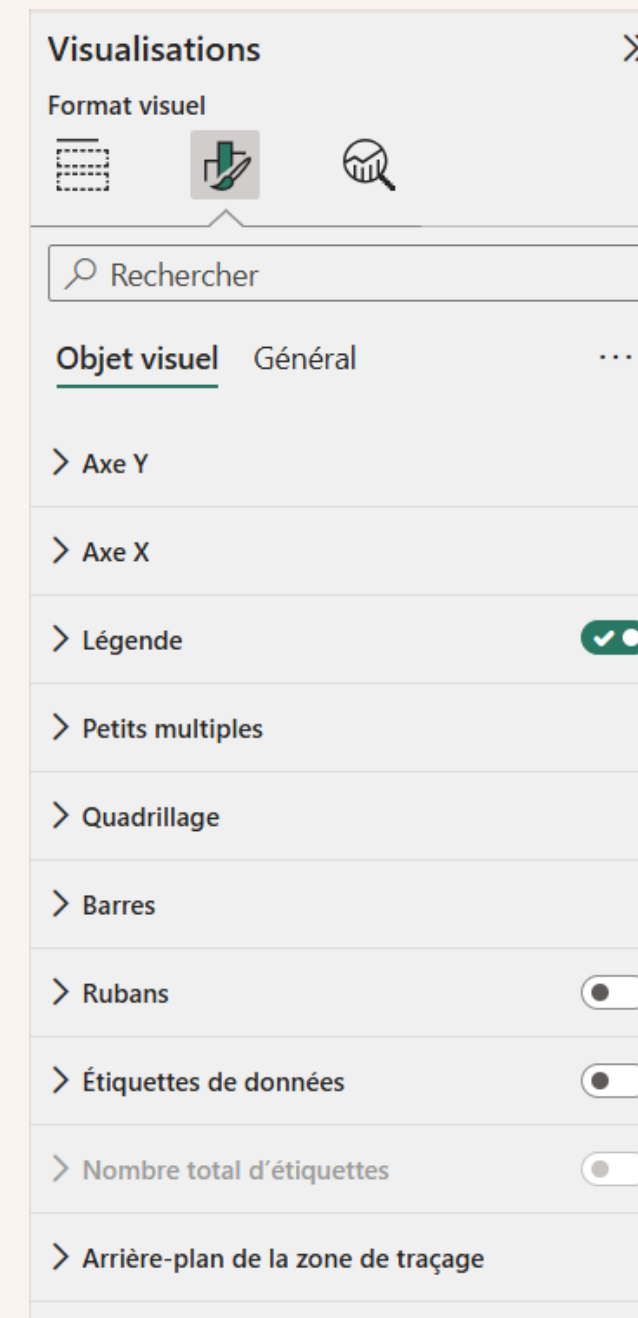 Visualisations
Format visuel
Rechercher
Objet visuel Général
Axe Y
Axe X
Légende
Petits multiples
Quadrillage
Barres
Rubans
Étiquettes de données
Nombre total d’étiquettes
Arrière-plan de la zone de traçage